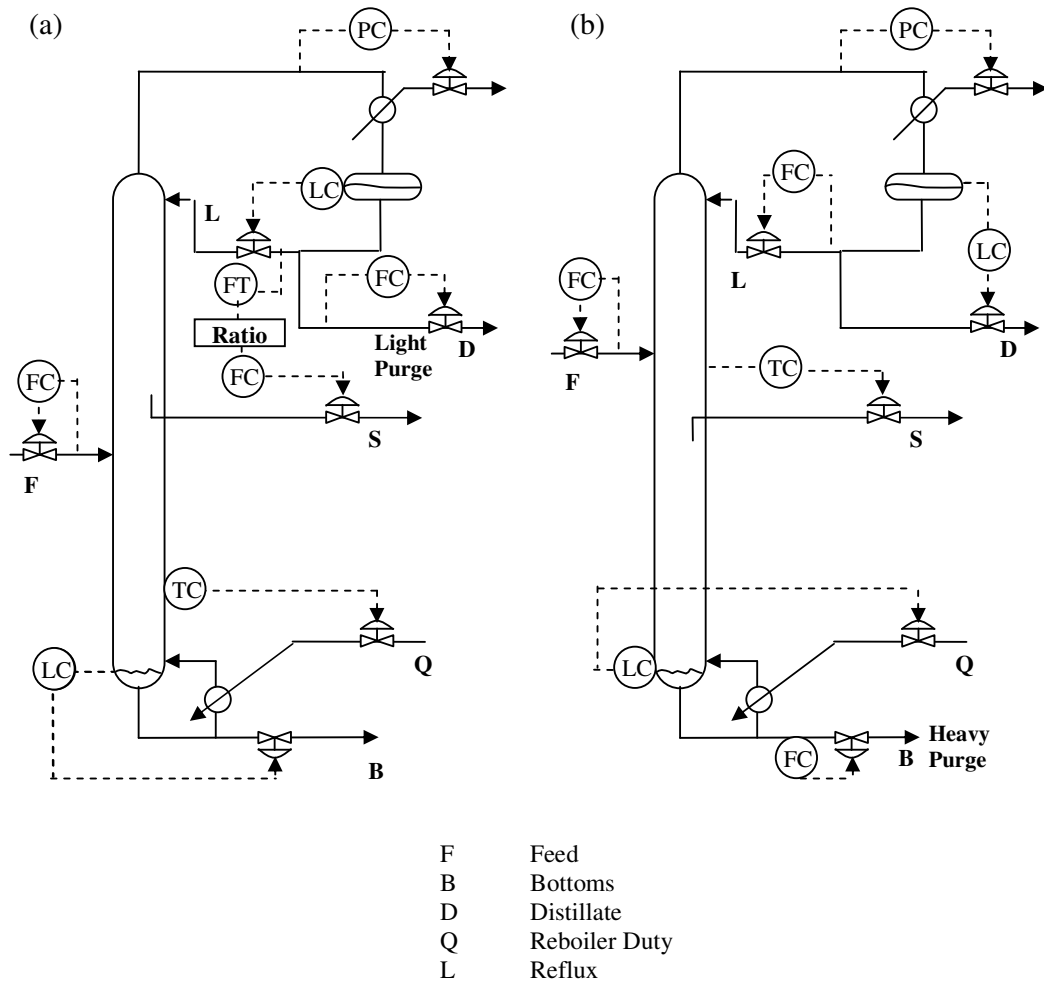 (a)
PC
LC
L
FT
FC
Ratio
Light
Purge
D
FC
FC
S
F
TC
LC
Q
B
(b)
PC
FC
LC
L
FC
D
F
TC
S
LC
Q
FC
B
Heavy
Purge
F Feed
B Bottoms
D Distillate
Q Reboiler Duty
L Reflux